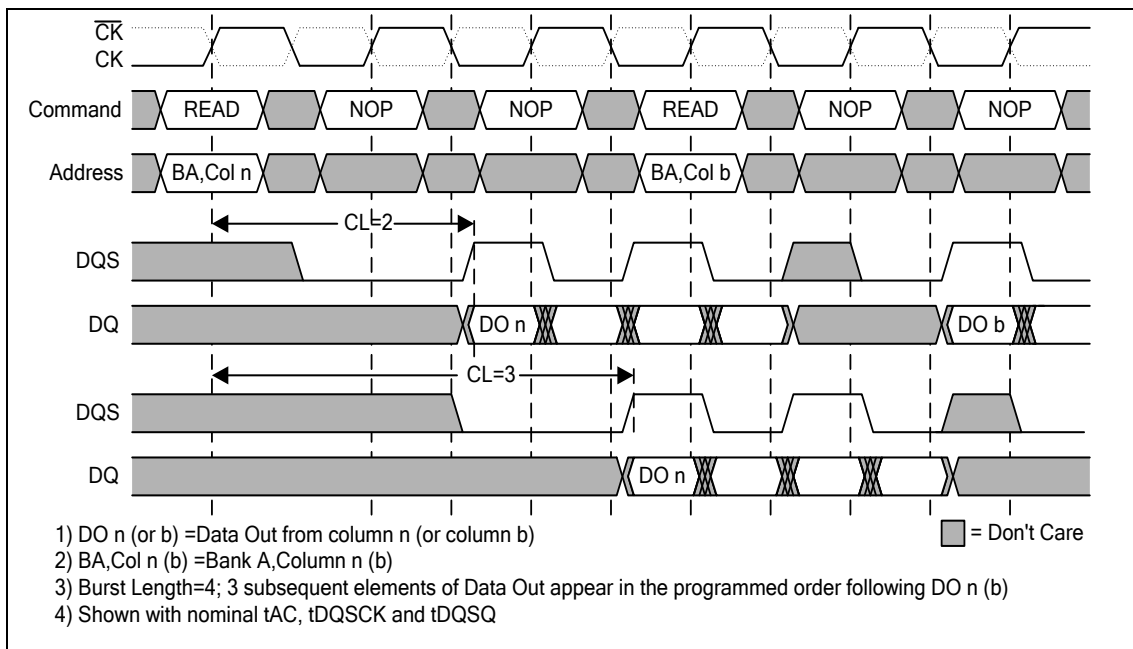 CK
CK
Command READ NOP NOP READ NOP NOP
Address BA,Col n BA,Col b
CL=2
DQS
DQ DO n DO b
CL=3
DQS
DQ DO n
1) DO n (or b) =Data Out from column n (or column b)
= Don't Care
2) BA,Col n (b) =Bank A,Column n (b)
3) Burst Length=4; 3 subsequent elements of Data Out appear in the programmed order following DO n (b)
4) Shown with nominal tAC, tDQSCK and tDQSQ